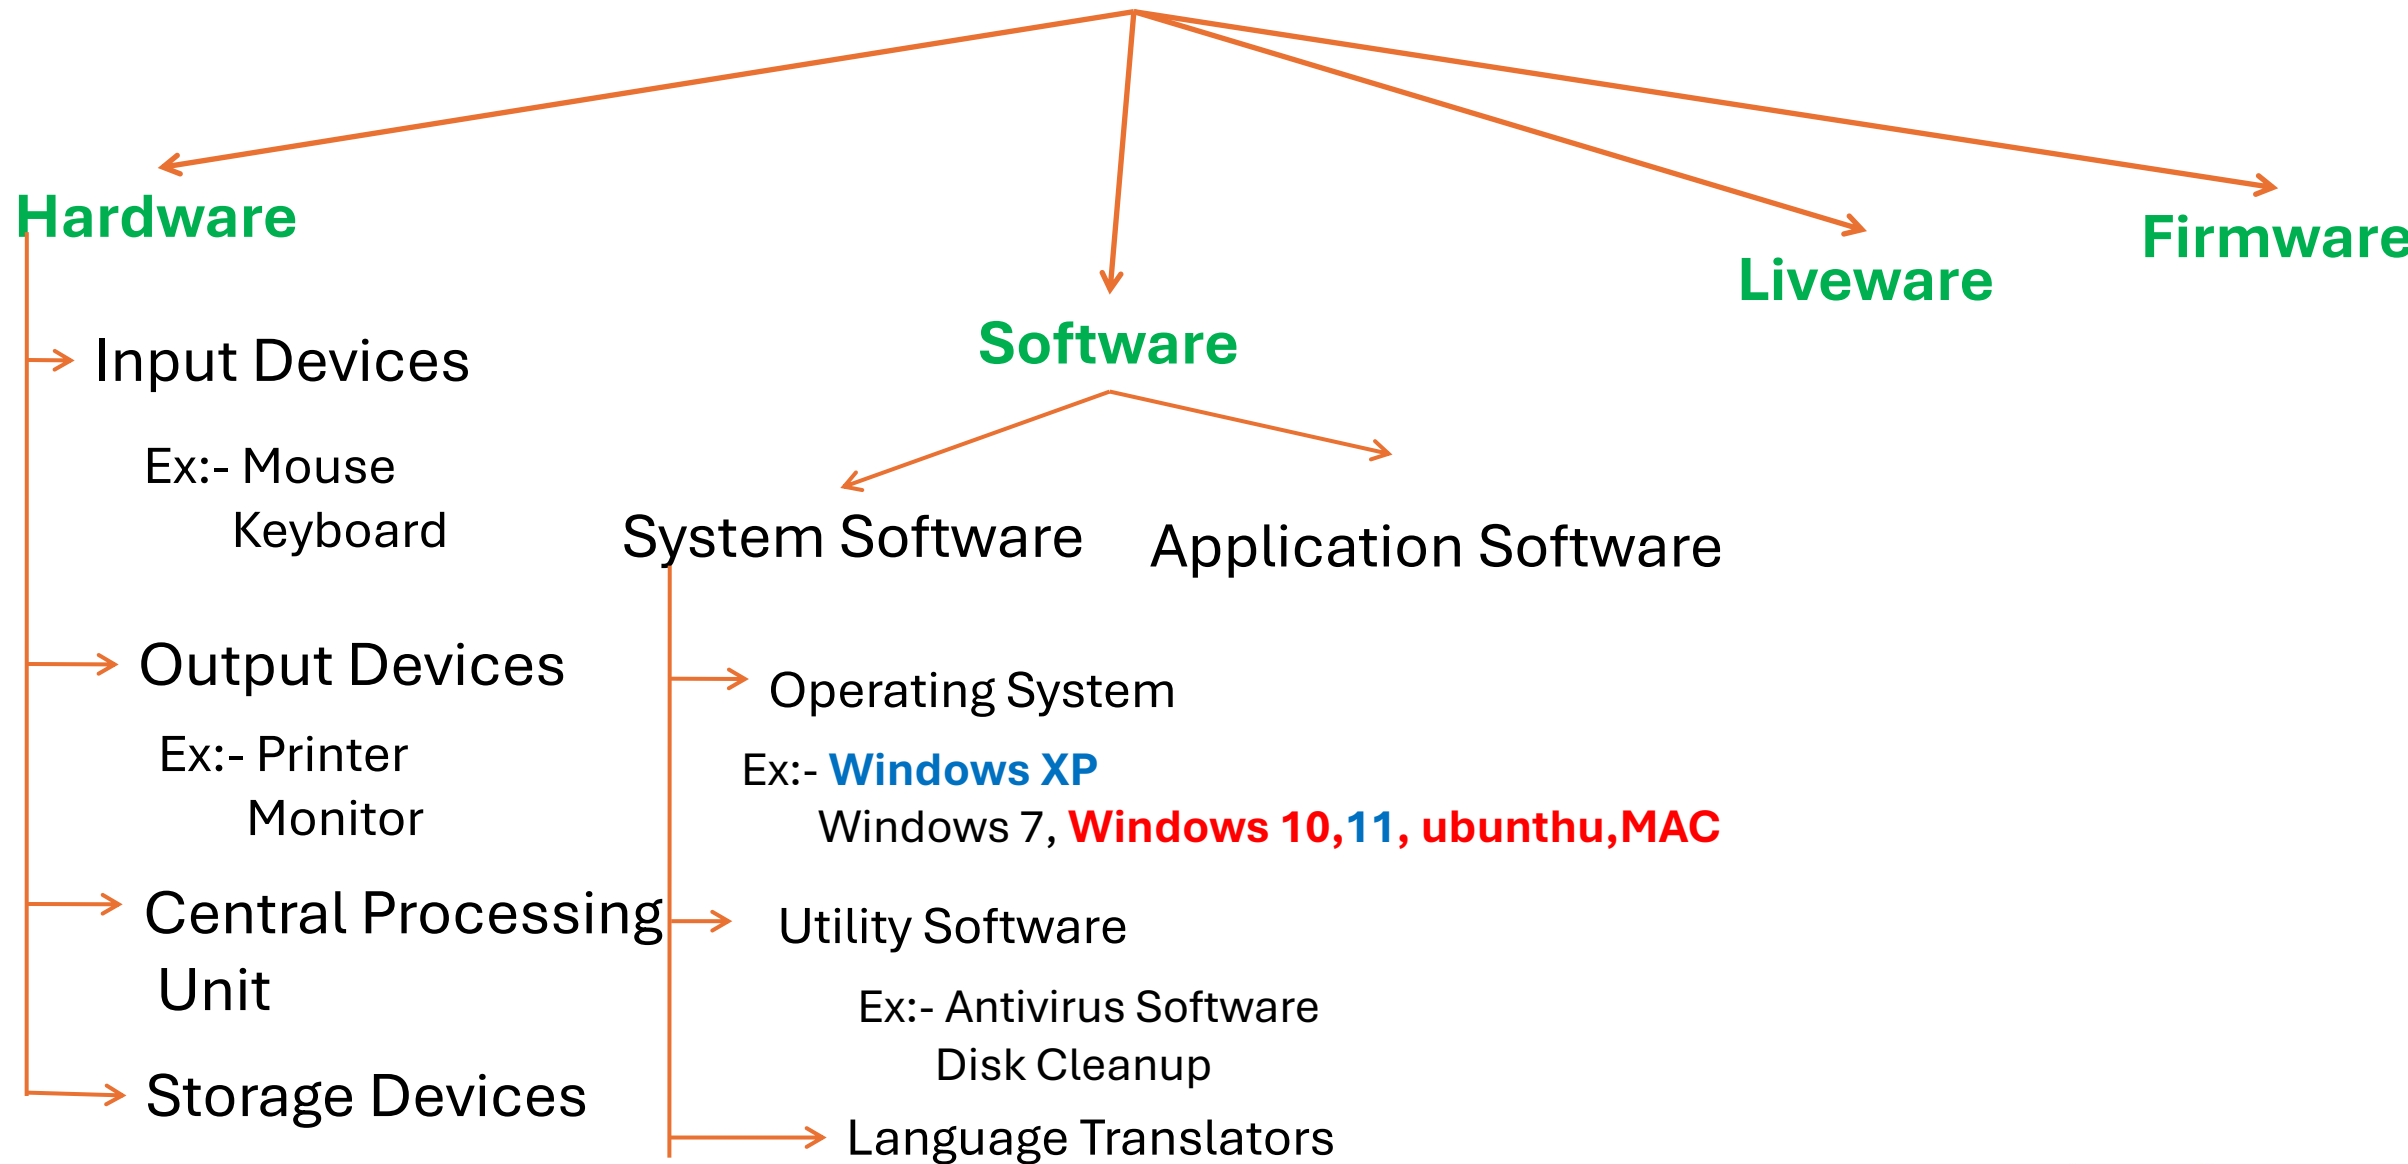 Hardware
Input Devices
Ex:- Mouse
Keyboard
Output Devices
Ex:- Printer
Monitor
Central Processing
Unit
Storage Devices
Software
System Software
Operating System
Ex:- Windows XP
Windows 7, Windows 10,11, ubunthu,MAC
Utility Software
Ex:- Antivirus Software
Disk Cleanup
Language Translators
Application Software
Liveware
Firmware